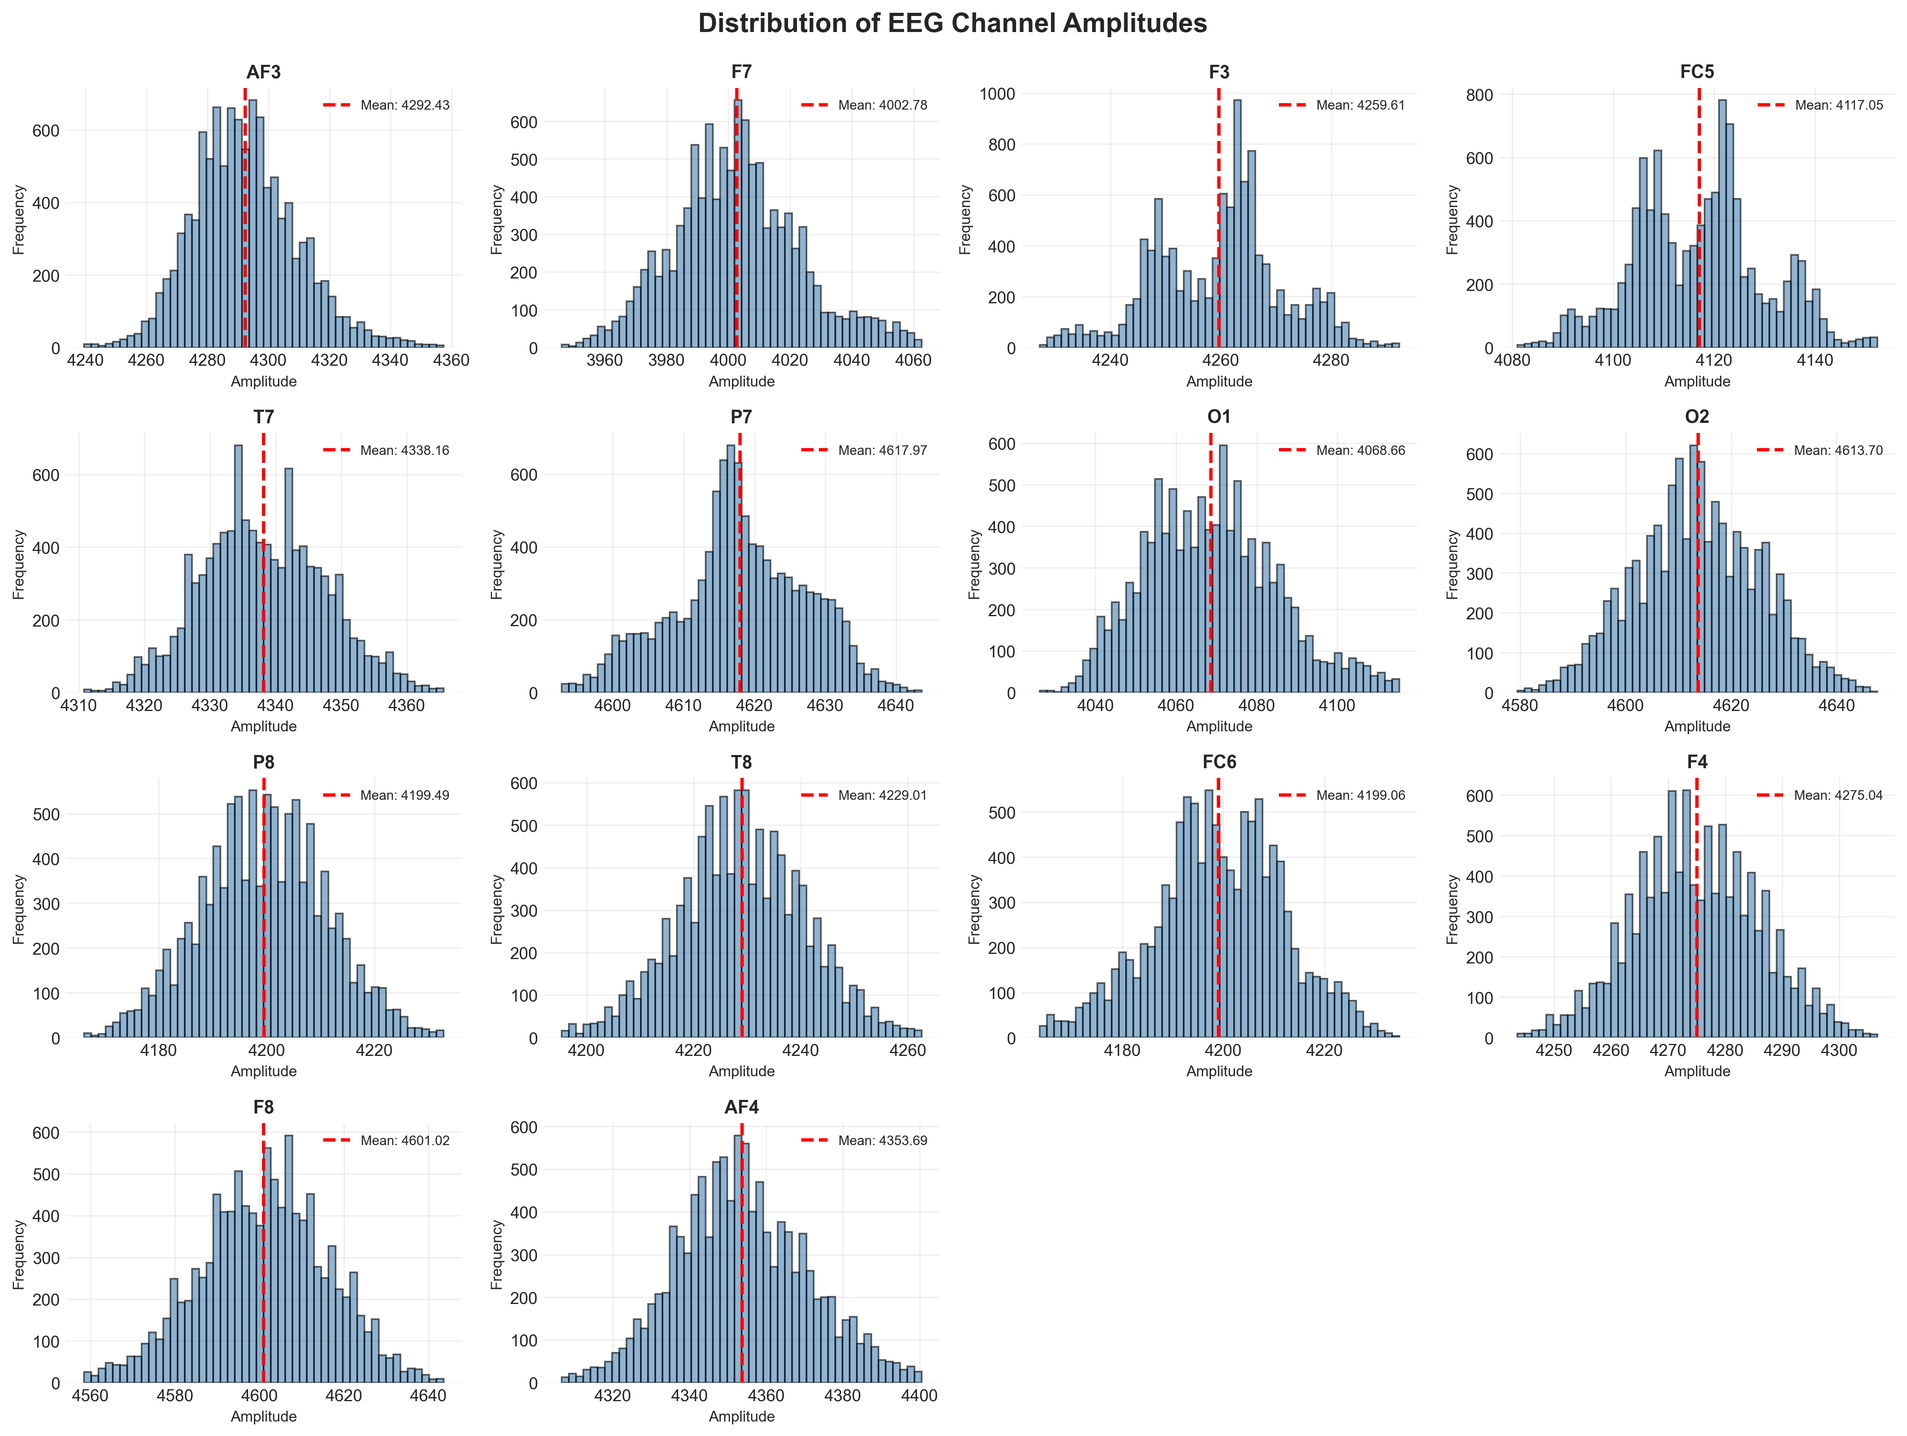 Distribution of EEG Channel Amplitudes
AF3
Mean: 4292.43
Frequency
600
400
200
0
4240 4260 4280 4300 4320 4340 4360
Amplitude
F7
Mean: 4002.78
Frequency
600
500
400
300
200
100
0
3960 3980 4000 4020 4040 4060
Amplitude
F3
Mean: 4259.61
Frequency
1000
800
600
400
200
0
4240 4260 4280
Amplitude
FC5
Mean: 4117.05
Frequency
800
600
400
200
0
4080 4100 4120 4140
Amplitude
T7
Mean: 4338.16
Frequency
600
400
200
0
4310 4320 4330 4340 4350 4360
Amplitude
P7
Mean: 4617.97
Frequency
600
400
200
0
4600 4610 4620 4630 4640
Amplitude
O1
Mean: 4068.66
Frequency
600
500
400
300
200
100
0
4040 4060 4080 4100
Amplitude
O2
Mean: 4613.70
Frequency
600
500
400
300
200
100
0
4580 4600 4620 4640
Amplitude
P8
Mean: 4199.49
Frequency
500
400
300
200
100
0
4180 4200 4220
Amplitude
T8
Mean: 4229.01
Frequency
600
500
400
300
200
100
0
4200 4220 4240 4260
Amplitude
FC6
Mean: 4199.06
Frequency
500
400
300
200
100
0
4180 4200 4220
Amplitude
F4
Mean: 4275.04
Frequency
600
500
400
300
200
100
0
4250 4260 4270 4280 4290 4300
Amplitude
F8
Mean: 4601.02
Frequency
600
500
400
300
200
100
0
4560 4580 4600 4620 4640
Amplitude
AF4
Mean: 4353.69
Frequency
600
500
400
300
200
100
0
4320 4340 4360 4380 4400
Amplitude